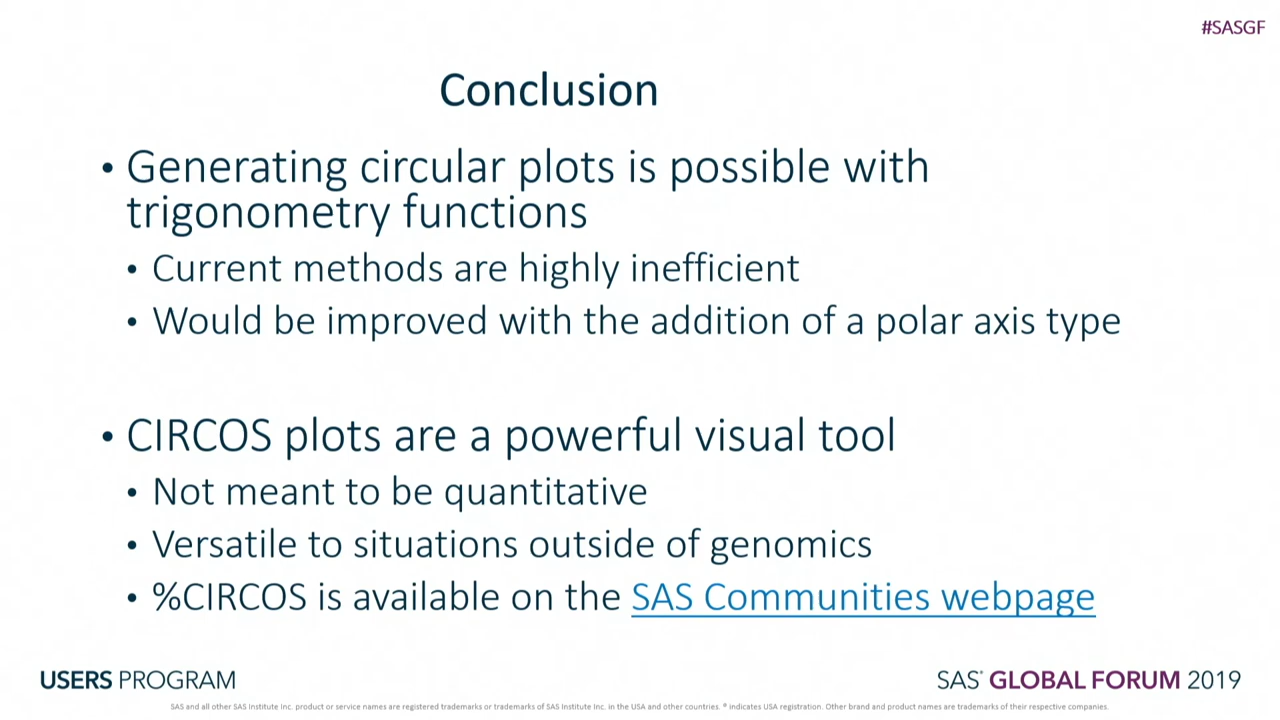 #SASGF
Conclusion
• Generating circular plots is possible with
trigonometry functions
• Current methods are highly inefficient
• Would be improved with the addition of a polar axis type
• CIRCOS plots are a powerful visual tool
• Not meant to be quantitative
• Versatile to situations outside of genomics
• %CIRCOS is available on the SAS Communities webpage
USERS PROGRAM
SAS® GLOBAL FORUM 2019
SAS and all other SAS Institute Inc. product or service names are registered trademarks or trademarks of SAS Institute Inc. in the USA and other countries. ® indicates USA registration. Other brand and product names are trademarks of their respective companies.